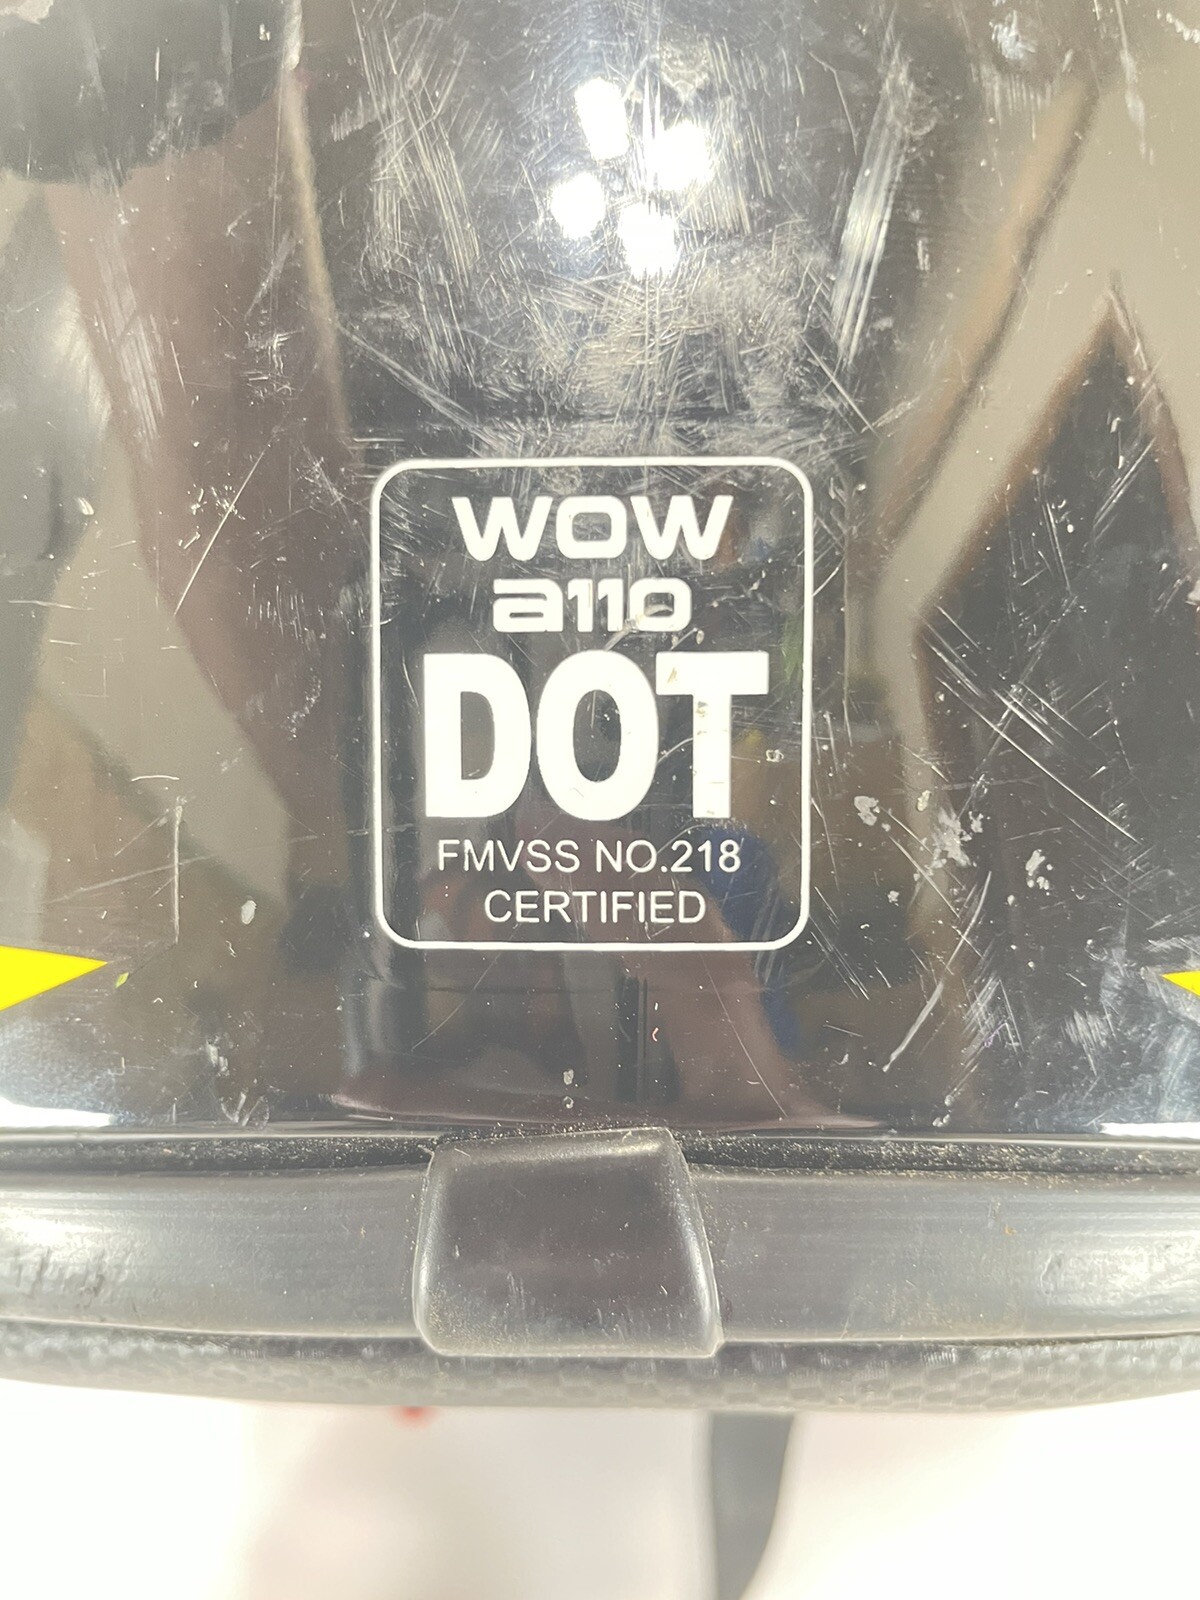 WOW
a110
DOT
FMVSS NO.218
CERTIFIED